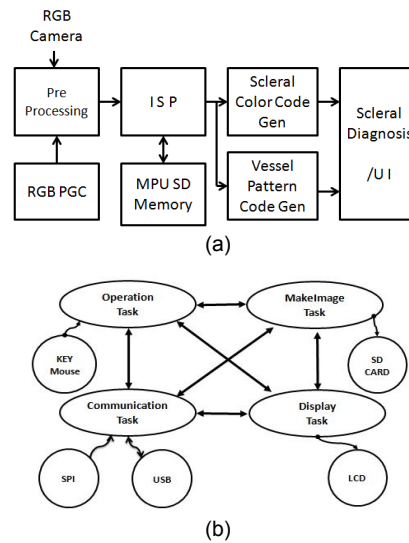 RGB
Camera
Pre
Processing
I S P
Scleral
Color Code
Gen
Scleral
Diagnosis
/U I
RGB PGC
MPU SD
Memory
Vessel
Pattern
Code Gen
(a)
Operation
Task
MakeImage
Task
KEY
Mouse
SD
CARD
Communication
Task
Display
Task
SPI
USB
LCD
(b)